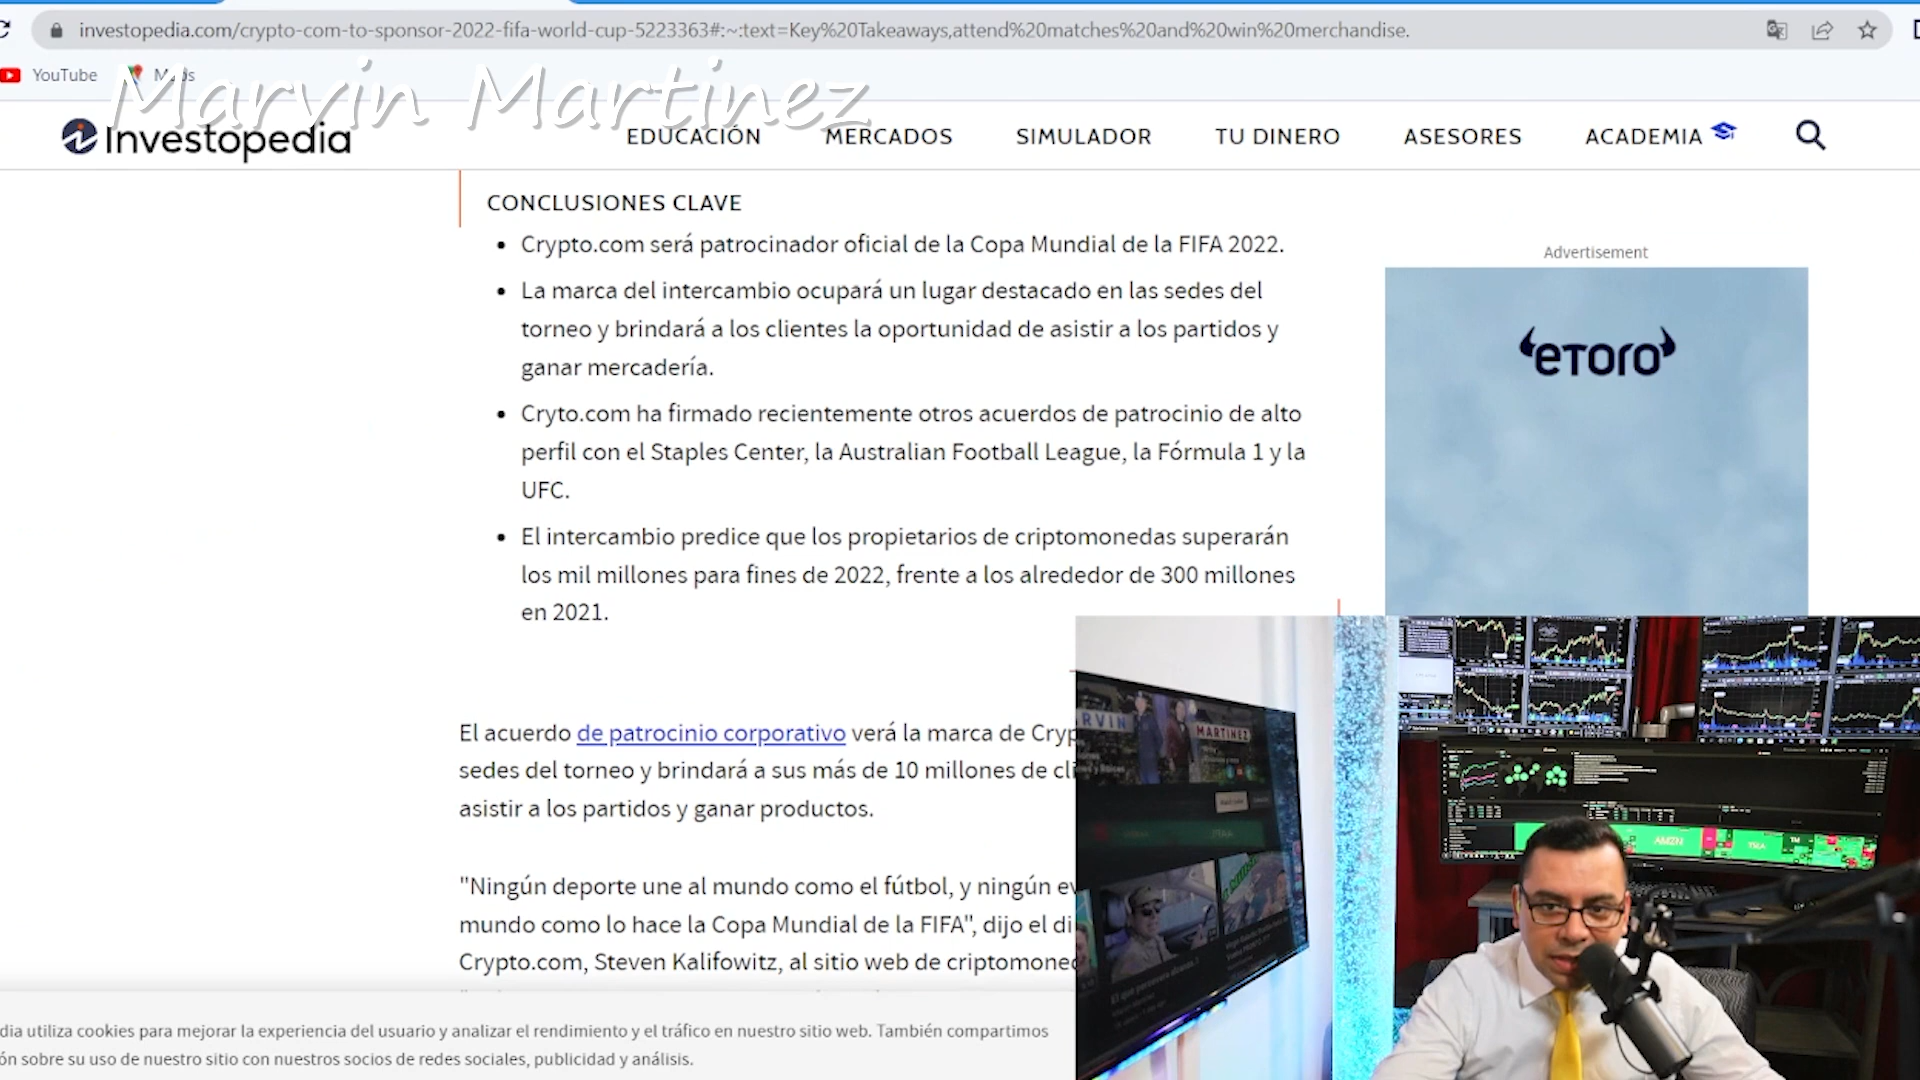 investopedia.com/crypto-com-to-sponsor-2022-fifa-world-cup-5223363#:~:text=Key%20Takeaways,attend%20matches%20and%20win%20merchandise.
YouTube
Maps
Marvin Martinez
Investopedia
EDUCACIÓN MERCADOS SIMULADOR TU DINERO ASESORES ACADEMIA
CONCLUSIONES CLAVE
• Crypto.com será patrocinador oficial de la Copa Mundial de la FIFA 2022.
• La marca del intercambio ocupará un lugar destacado en las sedes del
torneo y brindará a los clientes la oportunidad de asistir a los partidos y
ganar mercadería.
• Cryto.com ha firmado recientemente otros acuerdos de patrocinio de alto
perfil con el Staples Center, la Australian Football League, la Fórmula 1 y la
UFC.
• El intercambio predice que los propietarios de criptomonedas superarán
los mil millones para fines de 2022, frente a los alrededor de 300 millones
en 2021.
Advertisement
eTORO
El acuerdo de patrocinio corporativo verá la marca de Cryp
sedes del torneo y brindará a sus más de 10 millones de cli
asistir a los partidos y ganar productos.
"Ningún deporte une al mundo como el fútbol, y ningún ev
mundo como lo hace la Copa Mundial de la FIFA", dijo el di
Crypto.com, Steven Kalifowitz, al sitio web de criptomoned
dia utiliza cookies para mejorar la experiencia del usuario y analizar el rendimiento y el tráfico en nuestro sitio web. También compartimos
ón sobre su uso de nuestro sitio con nuestros socios de redes sociales, publicidad y análisis.
RVIN
MARTINEZ
AMZN